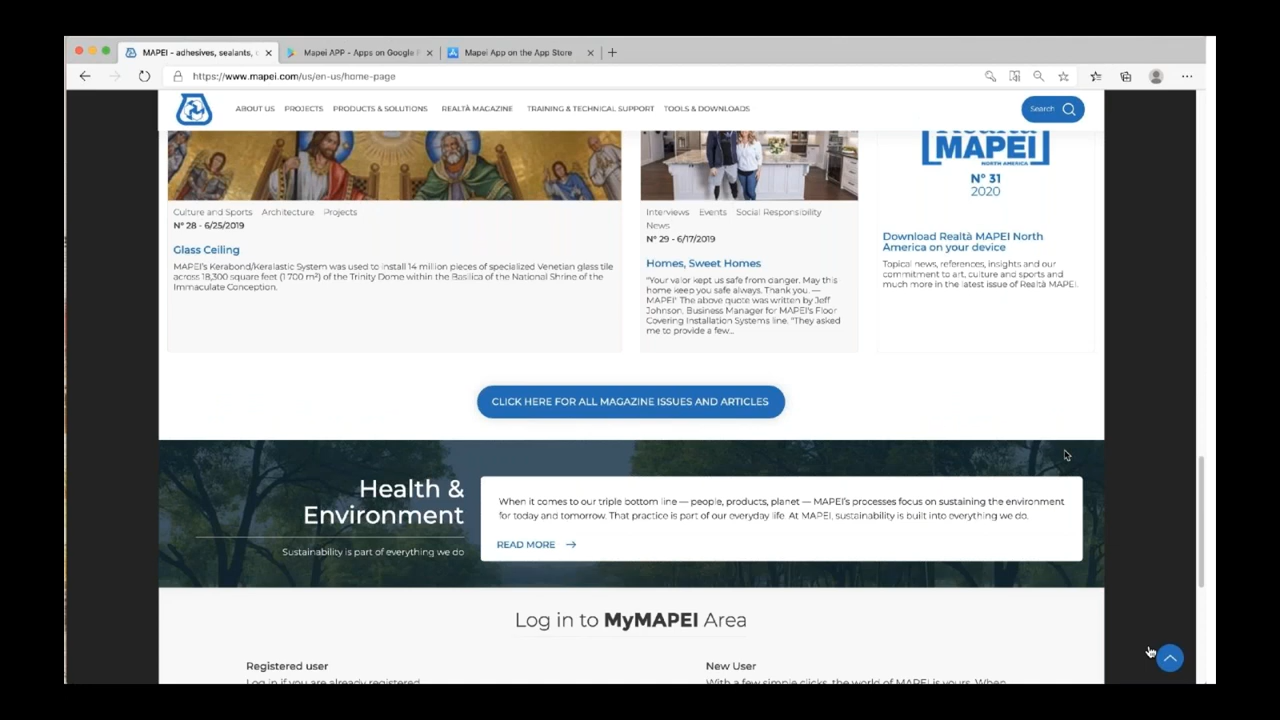 MAPEI - adhesives, sealants,
Mapei APP - Apps on Google
Mapei App on the App Store
https://www.mapei.com/us/en-us/home-page
ABOUT US PROJECTS PRODUCTS & SOLUTIONS REALTÀ MAGAZINE TRAINING & TECHNICAL SUPPORT TOOLS & DOWNLOADS Search
Culture and Sports Architecture Projects
N° 28 - 6/25/2019
Glass Ceiling
MAPEI's Kerabond/Keralastic System was used to install 14 million pieces of specialized Venetian glass tile
across 18,300 square feet (1 700 m²) of the Trinity Dome within the Basilica of the National Shrine of the
Immaculate Conception.
Interviews Events Social Responsibility
News
N° 29 - 6/17/2019
Homes, Sweet Homes
"Your valor kept us safe from danger. May this
home keep you safe always. Thank you. —
MAPEI" The above quote was written by Jeff
Johnson, Business Manager for MAPEI's Floor
Covering Installation Systems line. "They asked
me to provide a few...
Realtà
MAPEI
NORTH AMERICA
N° 31
2020
Download Realtà MAPEI North
America on your device
Topical news, references, insights and our
commitment to art, culture and sports and
much more in the latest issue of Realtà MAPEI.
CLICK HERE FOR ALL MAGAZINE ISSUES AND ARTICLES
Health &
Environment
Sustainability is part of everything we do
When it comes to our triple bottom line — people, products, planet — MAPEI's processes focus on sustaining the environment
for today and tomorrow. That practice is part of our everyday life. At MAPEI, sustainability is built into everything we do.
READ MORE
Log in to MyMAPEI Area
Registered user
Log in if you are already registered
New User
With a few simple clicks, the world of MAPEI is yours. When